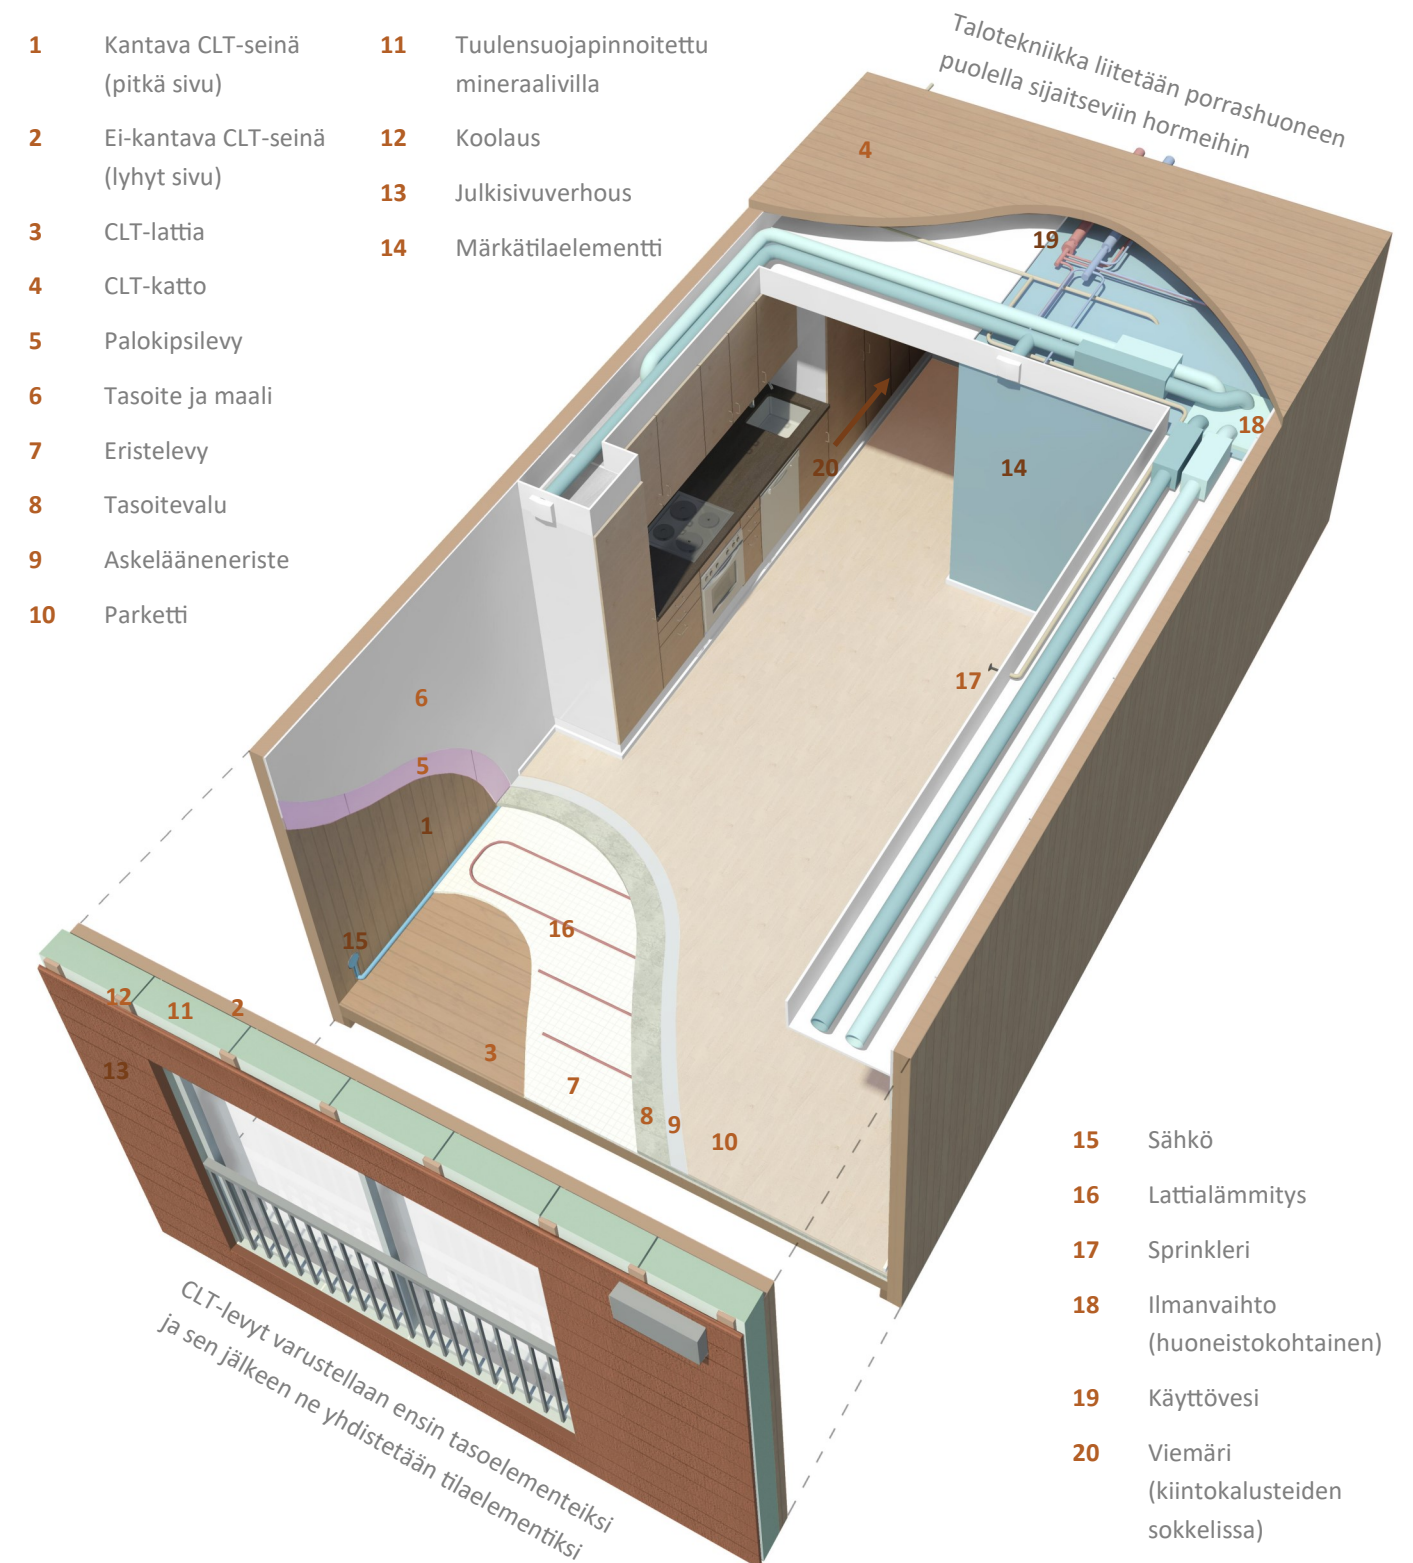 1 Kantava CLT-seinä
(pitkä sivu)
2 Ei-kantava CLT-seinä
(lyhyt sivu)
3 CLT-lattia
4 CLT-katto
5 Palokipsilevy
6 Tasoite ja maali
7 Eristelevy
8 Tasoitevalu
9 Askelääneneriste
10 Parketti
11 Tuulensuojapinnoitettu
mineraalivilla
12 Koolaus
13 Julkisivuverhous
14 Märkätilaelementti
Talotekniikka liitetään porrashuoneen
puolella sijaitseviin hormeihin
4
19
18
20
14
17
6
5
1
16
15
12
11
2
13
3
7
8
9
10
CLT-levyt varustellaan ensin tasoelementeiksi
ja sen jälkeen ne yhdistetään tilaelementiksi
15 Sähkö
16 Lattialämmitys
17 Sprinkleri
18 Ilmanvaihto
(huoneistokohtainen)
19 Käyttövesi
20 Viemäri
(kiintokalusteiden
sokkelissa)